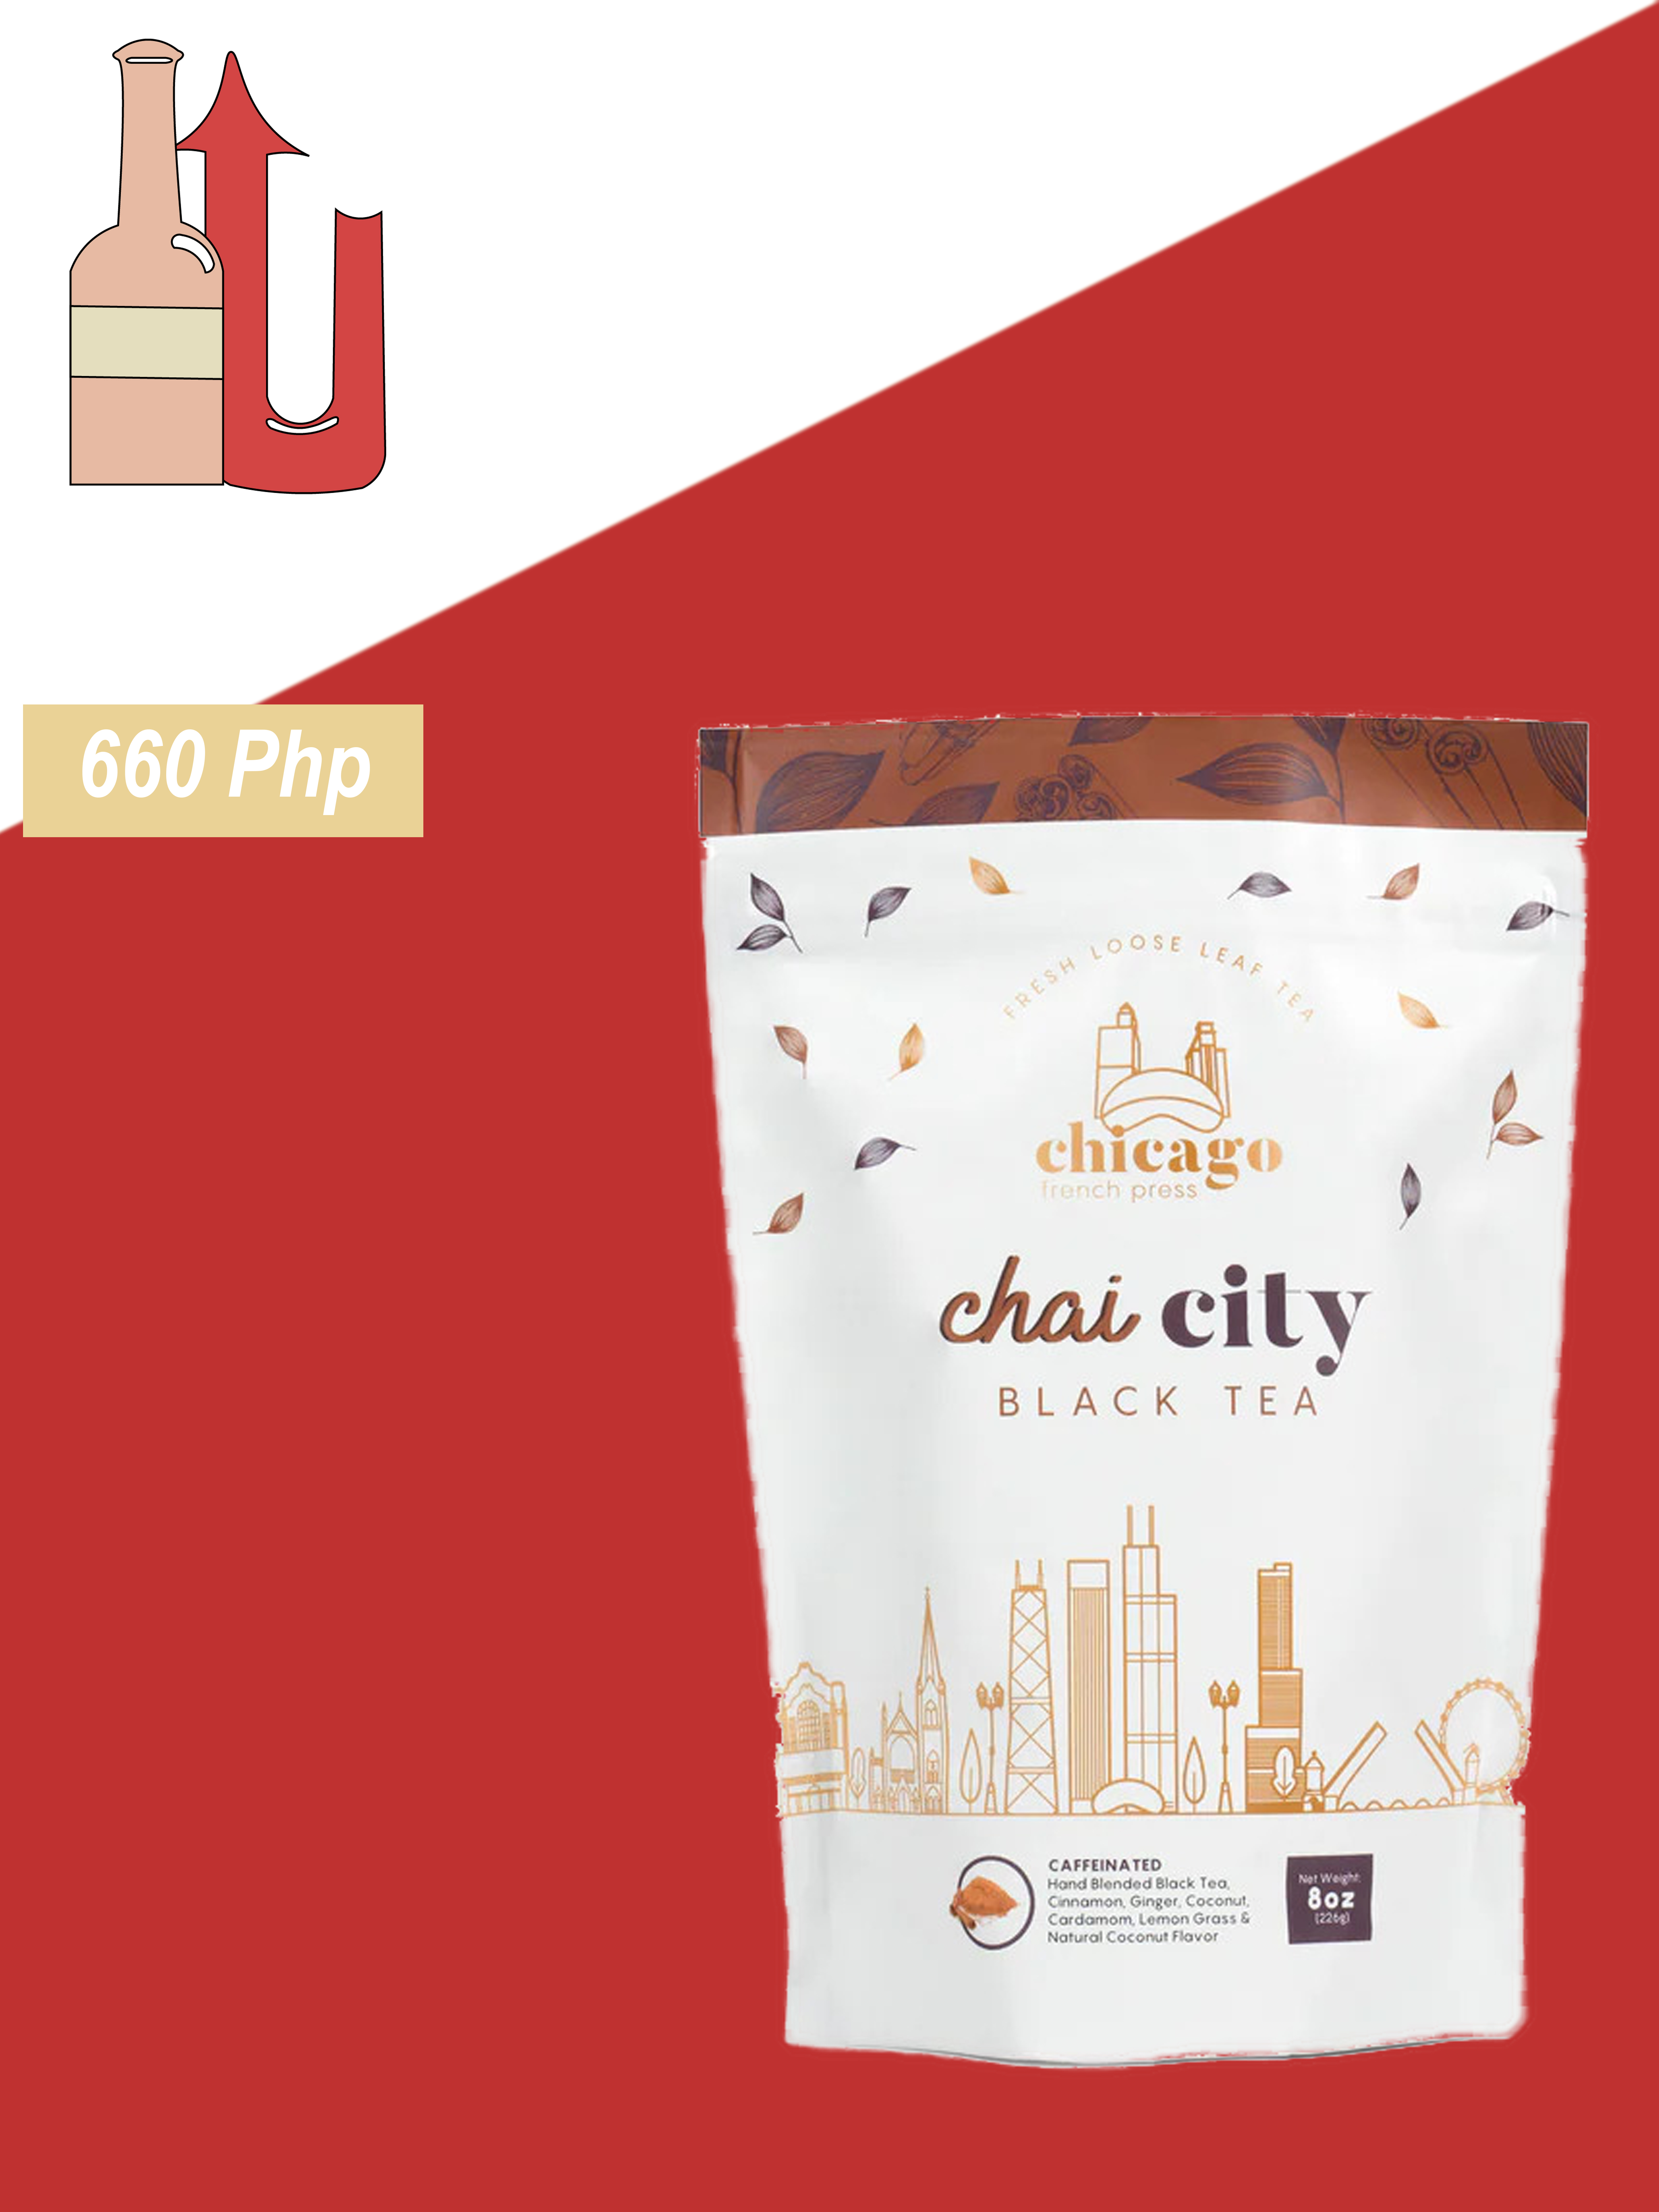 660 Php
FRESH LOOSE LEAF TEA
chicago
french press
chai city
BLACK TEA
CAFFEINATED
Hand Blended Black Tea,
Cinnamon, Ginger, Coconut,
Cardamom, Lemon Grass &
Natural Coconut Flavor
Net Weight:
8oz
(226g)